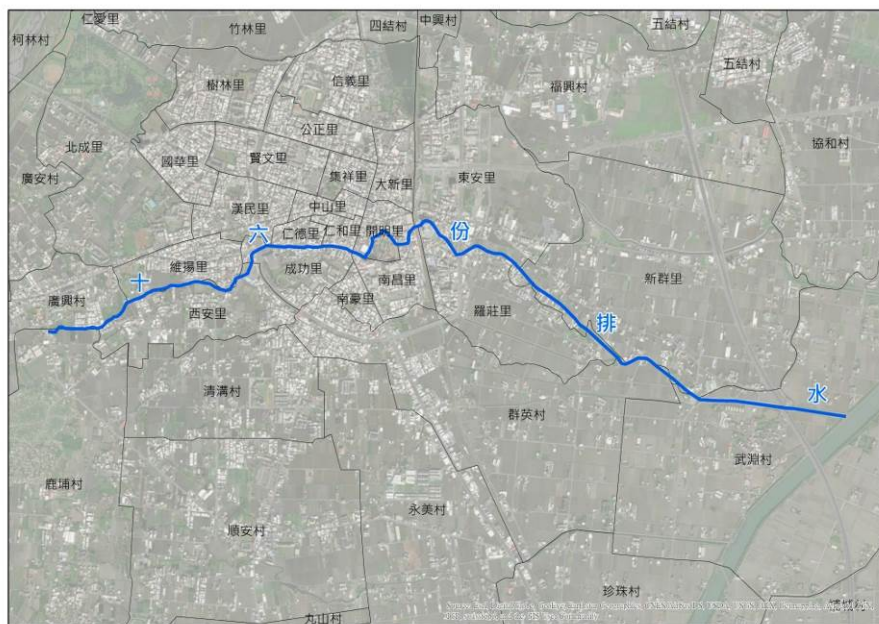 仁愛里
竹林里
四結村
中興村
五結村
柯林村
五結村
樹林里
信義里
福興村
公正里
北成里
協和村
國華里
賢文里
廣安村
集祥里
大新里
東安里
漢民里
中山里
六
仁德里
仁和里
開明里
份
維揚里
成功里
十
南昌里
新群里
廣興村
南豪里
西安里
羅莊里
排
清溝村
水
群英村
武淵村
鹿埔村
順安村
永美村
珍珠村
丸山村